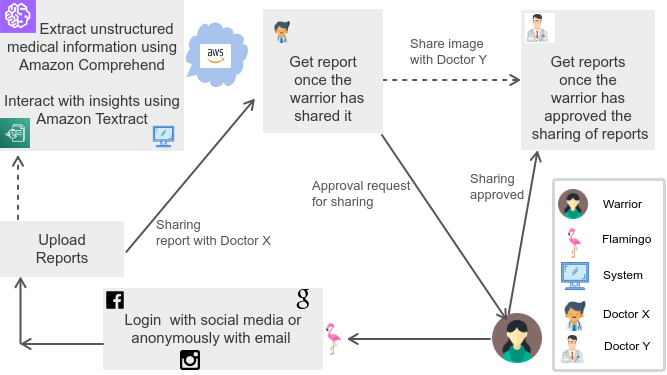 Extract unstructured
medical information using
Amazon Comprehend
Interact with insights using
Amazon Textract
aws
Get report
once the
warrior has
shared it
Share image
with Doctor Y
Get reports
once the
warrior has
approved the
sharing of reports
Approval request
for sharing
Sharing
approved
Sharing
report with Doctor X
Upload
Reports
g
Login with social media or
anonymously with email
Warrior
Flamingo
System
Doctor X
Doctor Y